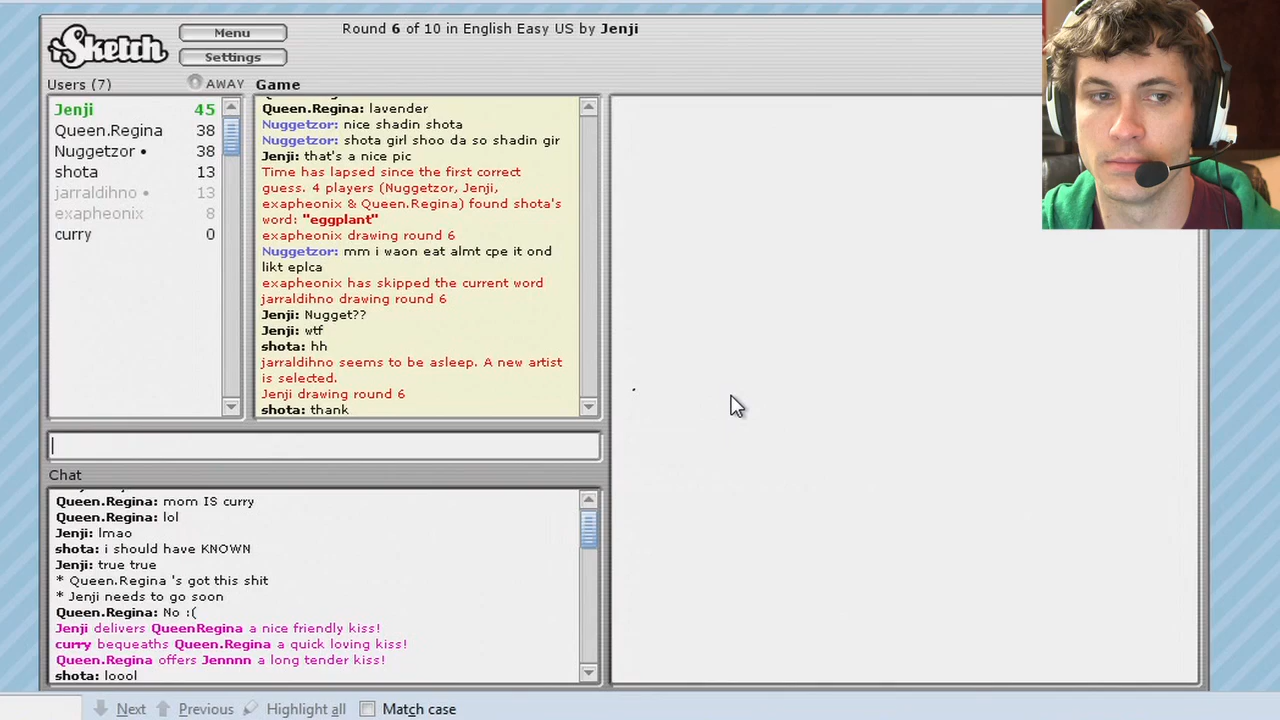 iSketch
Menu
Settings
Round 6 of 10 in English Easy US by Jenji
Users (7)
AWAY
Game
Jenji 45
Queen.Regina 38
Nuggetzor • 38
shota 13
jarraldihno • 13
exapheonix 8
curry 0
Queen.Regina: lavender
Nuggetzor: nice shadin shota
Nuggetzor: shota girl shoo da so shadin gir
Jenji: that's a nice pic
Time has lapsed since the first correct
guess. 4 players (Nuggetzor, Jenji,
exapheonix & Queen.Regina) found shota's
word: "eggplant"
exapheonix drawing round 6
Nuggetzor: mm i waon eat almt cpe it ond
likt eplca
exapheonix has skipped the current word
jarraldihno drawing round 6
Jenji: Nugget??
Jenji: wtf
shota: hh
jarraldihno seems to be asleep. A new artist
is selected.
Jenji drawing round 6
shota: thank
Chat
Queen.Regina: mom IS curry
Queen.Regina: lol
Jenji: lmao
shota: i should have KNOWN
Jenji: true true
* Queen.Regina 's got this shit
* Jenji needs to go soon
Queen.Regina: No :(
Jenji delivers QueenRegina a nice friendly kiss!
curry bequeaths Queen.Regina a quick loving kiss!
Queen.Regina offers Jennnn a long tender kiss!
shota: loool
Next
Previous
Highlight all
Match case